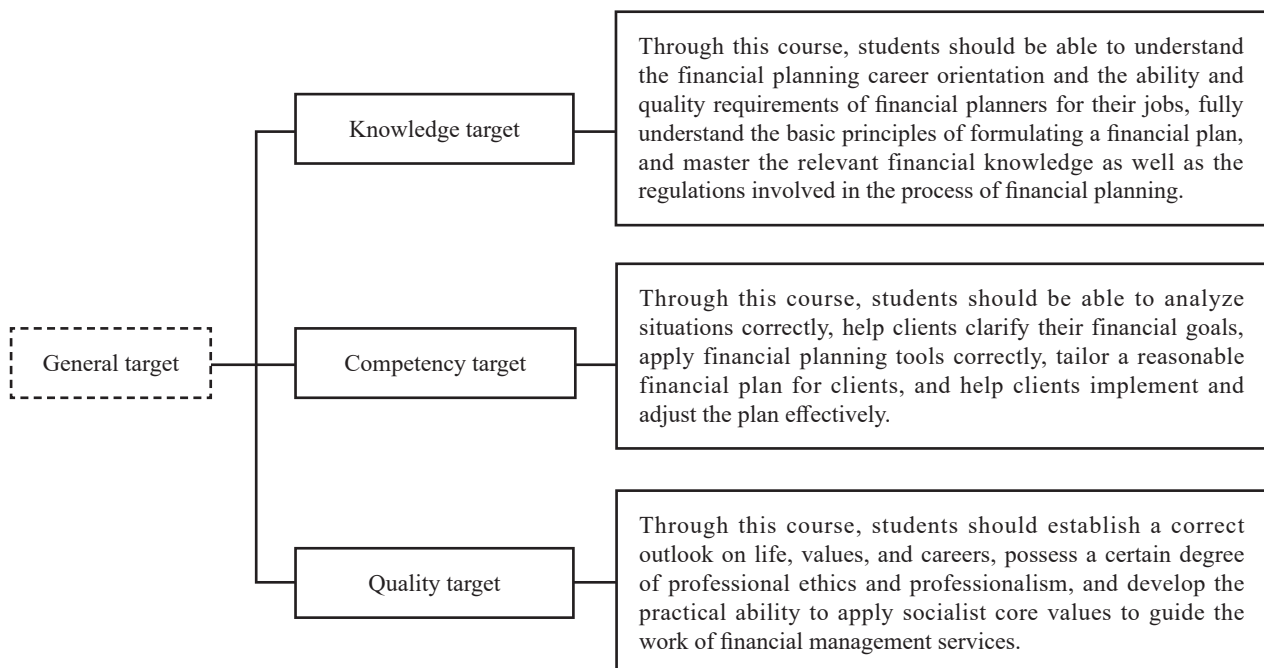 General target
Knowledge target
Through this course, students should be able to understand
the financial planning career orientation and the ability and
quality requirements of financial planners for their jobs, fully
understand the basic principles of formulating a financial plan,
and master the relevant financial knowledge as well as the
regulations involved in the process of financial planning.
Competency target
Through this course, students should be able to analyze
situations correctly, help clients clarify their financial goals,
apply financial planning tools correctly, tailor a reasonable
financial plan for clients, and help clients implement and
adjust the plan effectively.
Quality target
Through this course, students should establish a correct
outlook on life, values, and careers, possess a certain degree
of professional ethics and professionalism, and develop the
practical ability to apply socialist core values to guide the
work of financial management services.